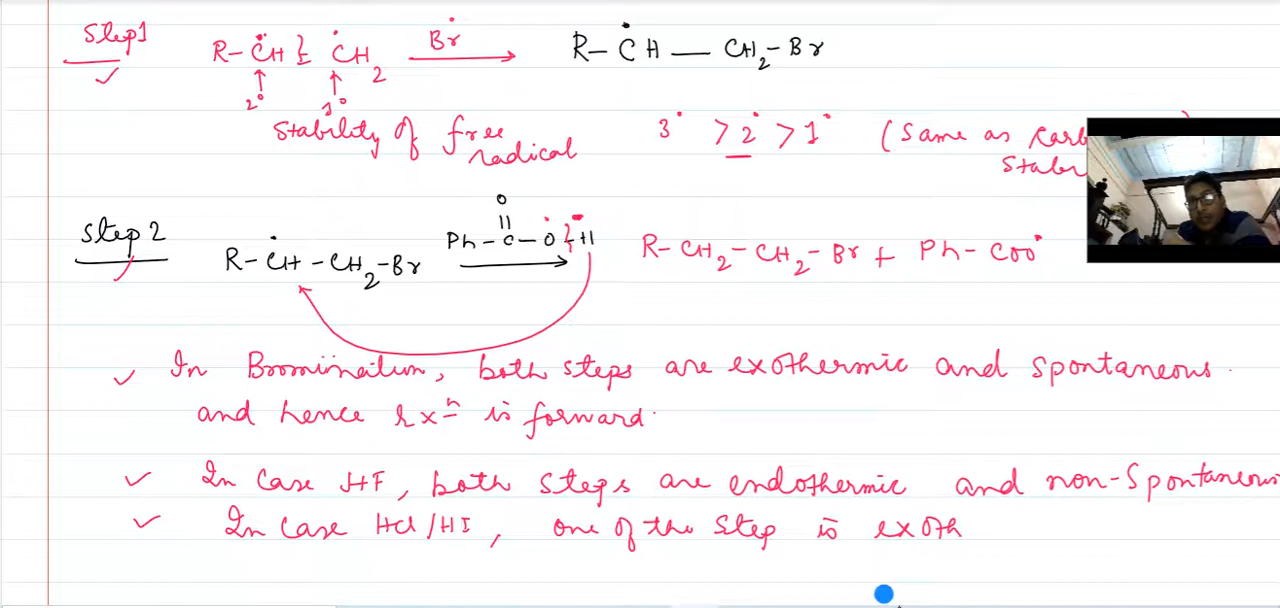 Step1
R-ĊH ξ ĊH2 Ḃr → R-ĊH — CH2-Br
2° 1°
Stability of free radical 3° > 2° > 1° (Same as
Step 2
R-ĊH-CH2-Br Ph-C(=O)-O-H → R-CH2-CH2-Br + Ph-COO•
In Bromiination, both steps are exothermic and spontaneous.
and hence rxn is forward.
In case HF, both steps are endothermic and non-Spontaneous
In case HCl/HI, one of the step is exoth